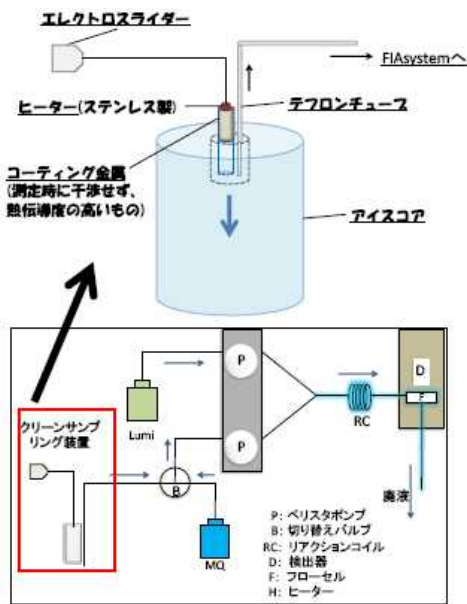 エレクトロスライダー
FIAsystemへ
ヒーター(ステンレス製)
テフロンチューブ
コーティング金属
(測定時に干渉せず、
熱伝導度の高いもの)
アイスコア
P
D
クリーンサンプ
リング装置
Lumi
RC
F
P
B
廃液
MQ
P: ペリスタポンプ
B: 切り替えバルブ
RC: リアクションコイル
D: 検出器
F: フローセル
H: ヒーター